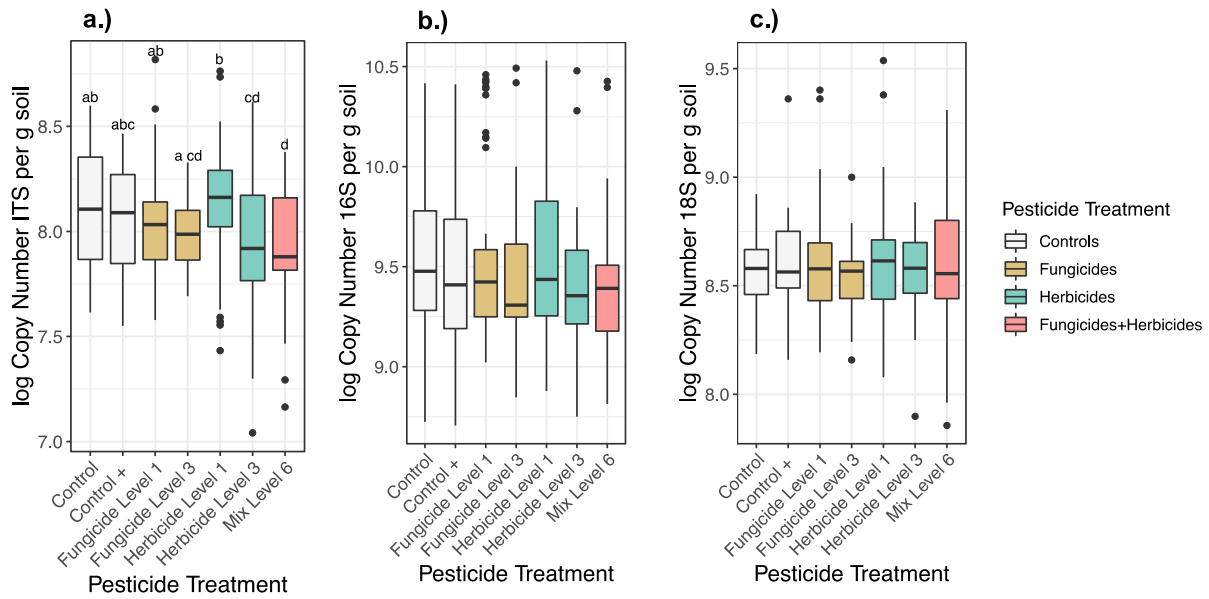 a.)
log Copy Number ITS per g soil
8.5
8.0
7.5
7.0
ab
abc
ab
a cd
b
cd
d
Control
Control +
Fungicide Level 1
Fungicide Level 3
Herbicide Level 1
Herbicide Level 3
Mix Level 6
Pesticide Treatment
b.)
log Copy Number 16S per g soil
10.5
10.0
9.5
9.0
Control
Control +
Fungicide Level 1
Fungicide Level 3
Herbicide Level 1
Herbicide Level 3
Mix Level 6
Pesticide Treatment
c.)
log Copy Number 18S per g soil
9.5
9.0
8.5
8.0
Control
Control +
Fungicide Level 1
Fungicide Level 3
Herbicide Level 1
Herbicide Level 3
Mix Level 6
Pesticide Treatment
Pesticide Treatment
Controls
Fungicides
Herbicides
Fungicides+Herbicides